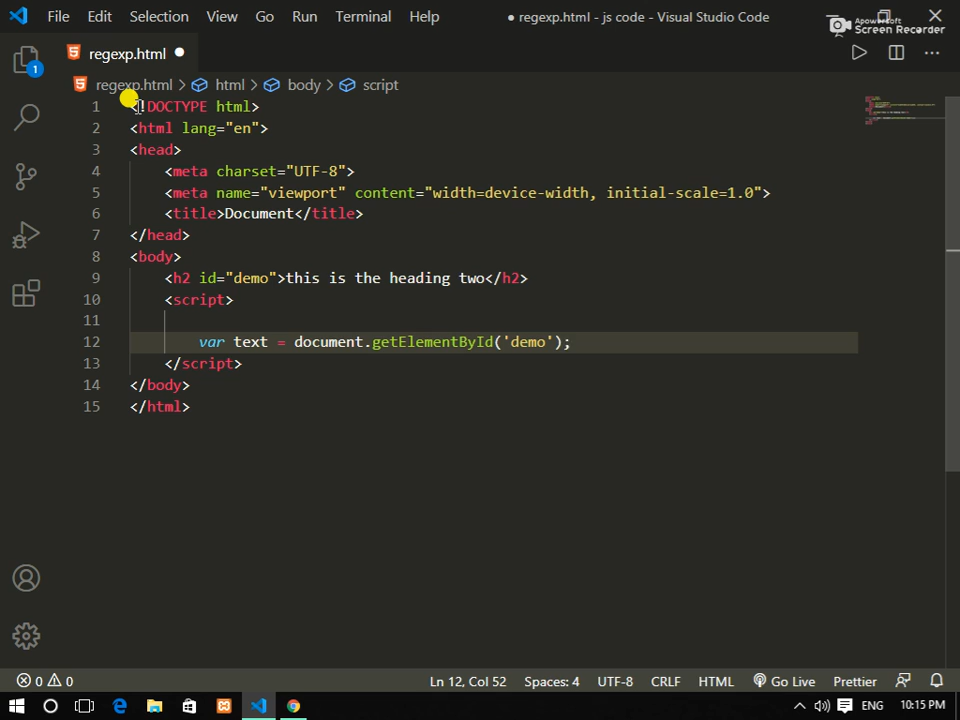 File Edit Selection View Go Run Terminal Help
● regexp.html - js code - Visual Studio Code
Apowersoft
Screen Recorder
regexp.html ●
regexp.html > html > body > script
1 <!DOCTYPE html>
2 <html lang="en">
3 <head>
4 <meta charset="UTF-8">
5 <meta name="viewport" content="width=device-width, initial-scale=1.0">
6 <title>Document</title>
7 </head>
8 <body>
9 <h2 id="demo">this is the heading two</h2>
10 <script>
11
12 var text = document.getElementById('demo');
13 </script>
14 </body>
15 </html>
1
0 0 Ln 12, Col 52 Spaces: 4 UTF-8 CRLF HTML Go Live Prettier
ENG 10:15 PM